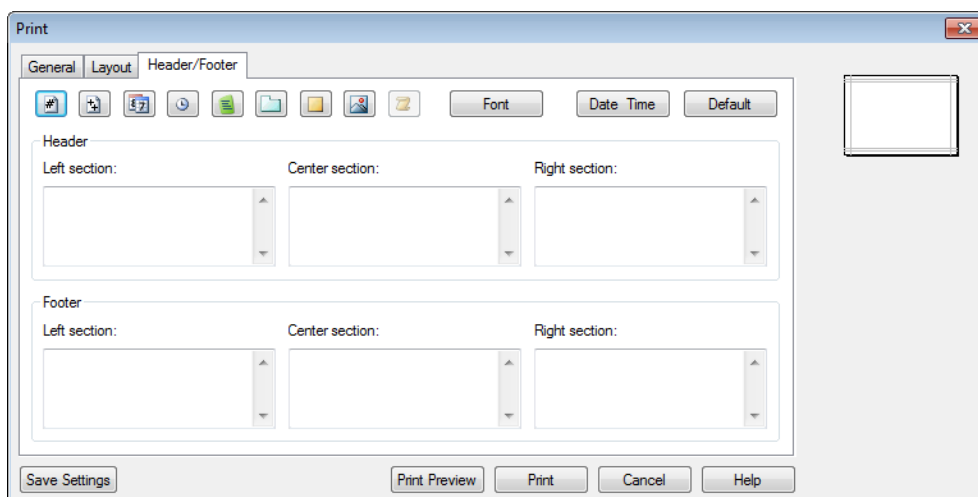 Print
General Layout Header/Footer
# 7 Font Date Time Default
Header
Left section: Center section: Right section:
Footer
Left section: Center section: Right section:
Save Settings Print Preview Print Cancel Help